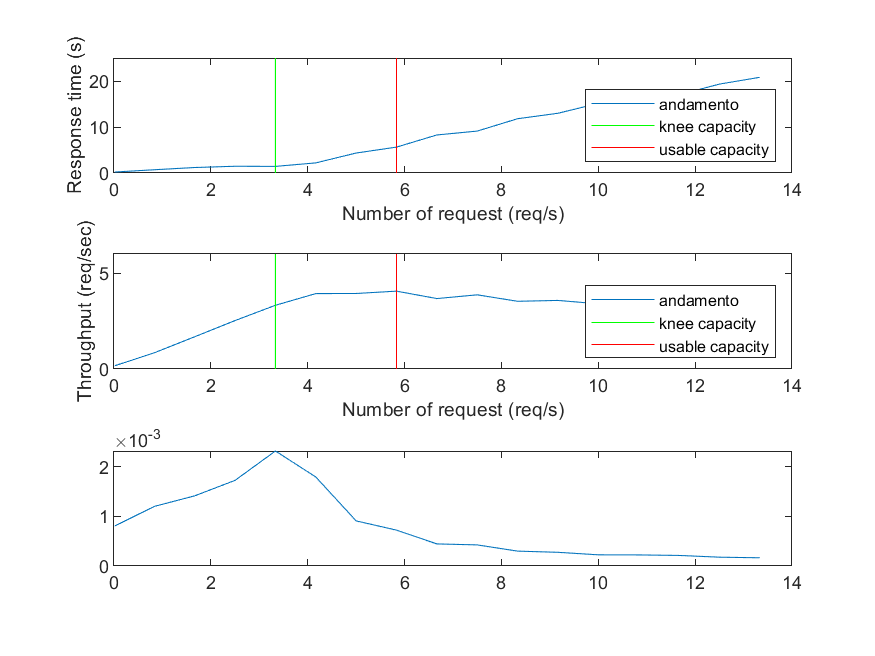 Response time (s)
20
10
0
0 2 4 6 8 10 12 14
Number of request (req/s)
andamento
knee capacity
usable capacity
Throughput (req/sec)
5
0
0 2 4 6 8 10 12 14
Number of request (req/s)
andamento
knee capacity
usable capacity
×10-3
2
1
0
0 2 4 6 8 10 12 14